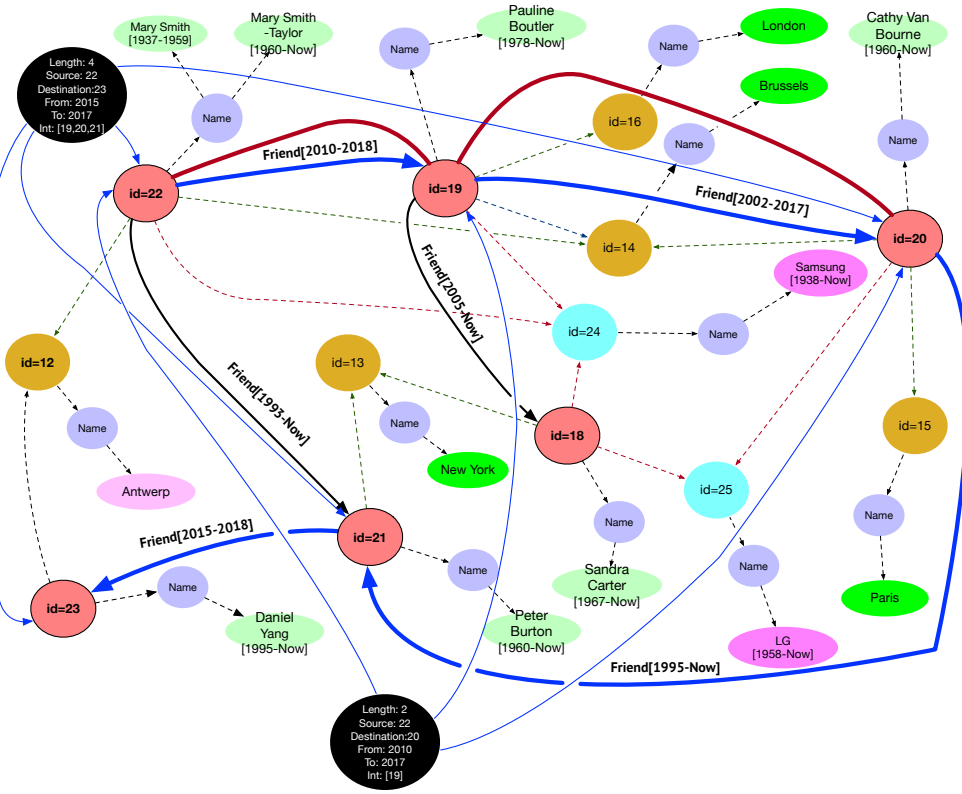 Mary Smith
[1937-1959]
Mary Smith
-Taylor
[1960-Now]
Pauline
Boutler
[1978-Now]
London
Cathy Van
Bourne
[1960-Now]
Name
Name
Length: 4
Source: 22
Destination:23
From: 2015
To: 2017
Int: [19,20,21]
Brussels
Name
id=16
Name
Name
Friend[2010-2018]
id=22
id=19
Friend[2002-2017]
id=14
id=20
Samsung
[1938-Now]
Friend[2005-Now]
id=24
Name
id=12
id=13
Friend[1993-Now]
Name
Name
id=18
id=15
New York
Antwerp
id=25
Name
Name
Friend[2015-2018]
id=21
Name
Name
Name
id=23
Sandra
Carter
[1967-Now]
Paris
Daniel
Yang
[1995-Now]
Peter
Burton
[1960-Now]
LG
[1958-Now]
Friend[1995-Now]
Length: 2
Source: 22
Destination:20
From: 2010
To: 2017
Int: [19]